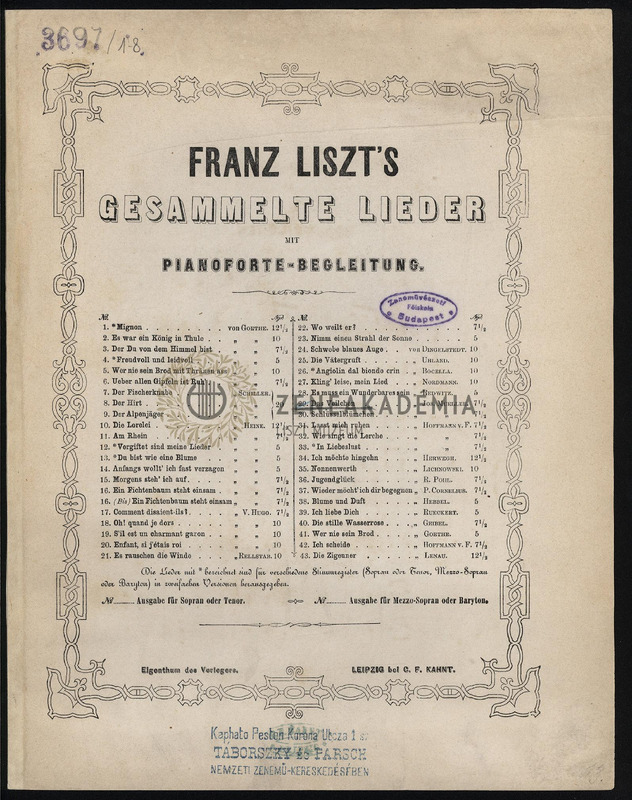 3697/1-8.
FRANZ LISZT'S
GESAMMELTE LIEDER
MIT
PIANOFORTE-BEGLEITUNG.
Zeneművészeti
Főiskola
Budapest
№ Ngr.
1. *Mignon . . . . . . . . von GOETHE. 12½
2. Es war ein König in Thule . . „ „ 10
3. Der Du von dem Himmel bist . . „ „ 7½
4. *Freudvoll und leidvoll . . „ „ 5
5. Wer nie sein Brod mit Thränen ass „ „ 10
6. Ueber allen Gipfeln ist Ruh . . „ „ 7½
7. Der Fischerknabe . . „ SCHILLER. 10
8. Der Hirt . . „ „
9. Der Alpenjäger . . „ „
10. Die Lorelei . . „ HEINE. 12½
11. Am Rhein . . „ „ 7½
12. *Vergiftet sind meine Lieder . „ „ 5
13. *Du bist wie eine Blume . . „ „ 5
14. Anfangs wollt' ich fast verzagen „ „ 5
15. Morgens steh' ich auf . . „ „ 7½
16. Ein Fichtenbaum steht einsam . „ „ 7½
16. (Bis) Ein Fichtenbaum steht einsam „ „ 7½
17. Comment disaient-ils? . . „ V. HUGO. 7½
18. Oh! quand je dors . . „ „ 10
19. S'il est un charmant gazon . . „ „ 10
20. Enfant, si j'étais roi . . „ „ 10
21. Es rauschen die Winde . . „ RELLSTAB. 10
№ Ngr.
22. Wo weilt er? . . „ „ 7½
23. Nimm einen Strahl der Sonne . . „ „ 5
24. Schwebe blaues Auge . . v. DINGELSTEDT. 10
25. Die Vätergruft . . „ UHLAND. 10
26. *Angiolin dal biondo crin . . „ BOCELLA. 10
27. Kling' leise, mein Lied . . „ NORDMANN. 10
28. Es muss ein Wunderbares sein „ REDWITZ. 5
31. Lasst mich ruhen . . „ HOFFMANN v. F. 7½
32. Wie singt die Lerche . . „ „ 7½
33. *In Liebeslust . . „ „ 7½
34. Ich möchte hingehn . . „ HERWEGH. 12½
35. Nonnenwerth . . „ LICHNOWSKI. 10
36. Jugendglück . . „ R. POHL. 7½
37. Wieder möcht' ich dir begegnen „ P. CORNELIUS. 7½
38. Blume und Duft . . „ HEBBEL. 5
39. Ich liebe Dich . . „ RUECKERT. 5
40. Die stille Wasserrose . . „ GEIBEL. 7½
41. Wer nie sein Brod . . „ GOETHE. 5
42. Ich scheide . . „ HOFFMANN v. F. 7½
43. Die Zigeuner . . „ LENAU. 12½
ZENEAKADEMIA
LISZT MÚZEUM
Die Lieder mit * bezeichnet sind für verschiedene Stimmregister (Sopran oder Tenor, Mezzo-Sopran
oder Baryton) in zweifacher Versionen herausgegeben.
№ Ausgabe für Sopran oder Tenor. № Ausgabe für Mezzo-Sopran oder Baryton.
Eigenthum des Verlegers. LEIPZIG bei C. F. KAHNT.
Kapható Pesten Korona Utcza 1 sz.
TABORSZKY és PARSCH
NEMZETI ZENEMŰ-KERESKEDÉSÉBEN